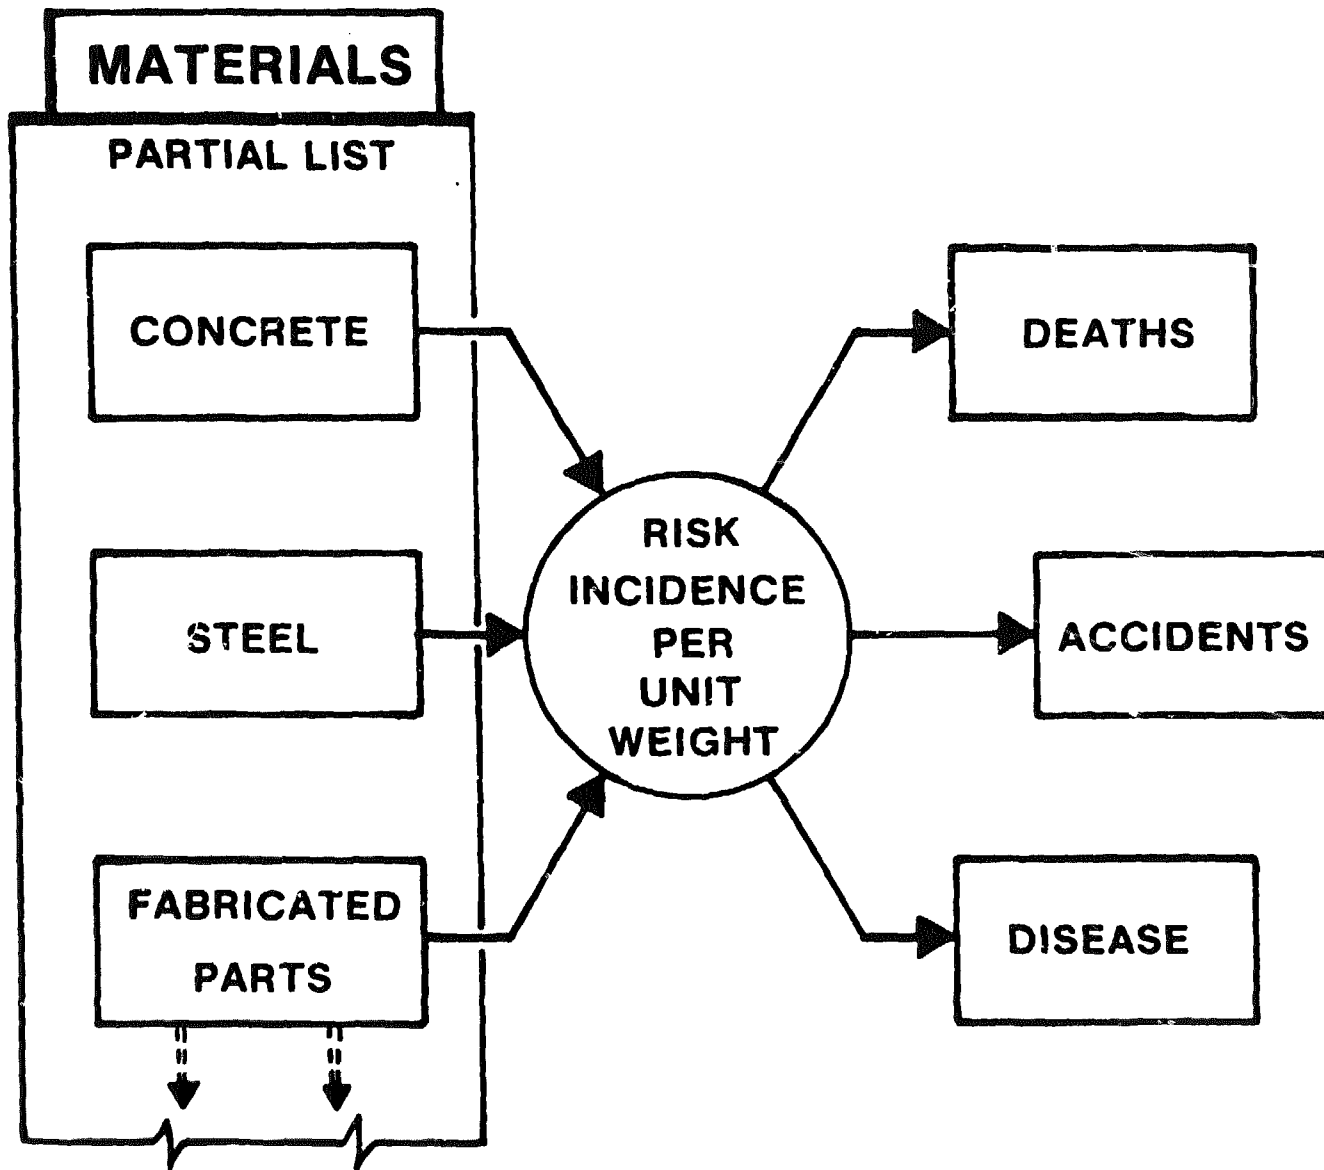 MATERIALS
PARTIAL LIST
CONCRETE
STEEL
FABRICATED
PARTS
RISK
INCIDENCE
PER
UNIT
WEIGHT
DEATHS
ACCIDENTS
DISEASE